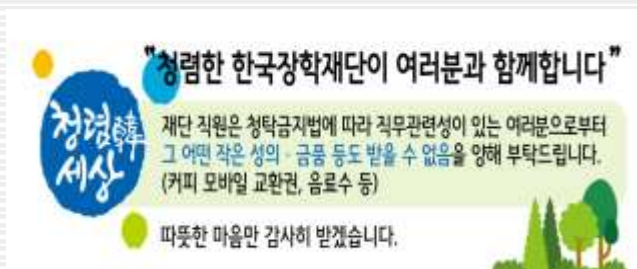 "청렴한 한국장학재단이 여러분과 함께합니다"
청렴韓
세상
재단 직원은 청탁금지법에 따라 직무관련성이 있는 여러분으로부터
그 어떤 작은 성의 · 금품 등도 받을 수 없음을 양해 부탁드립니다.
(커피 모바일 교환권, 음료수 등)
따뜻한 마음만 감사히 받겠습니다.